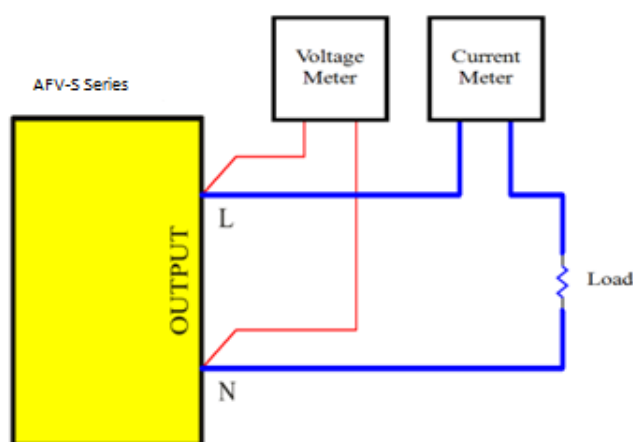 Voltage
Meter
Current
Meter
AFV-S Series
L
OUTPUT
Load
N